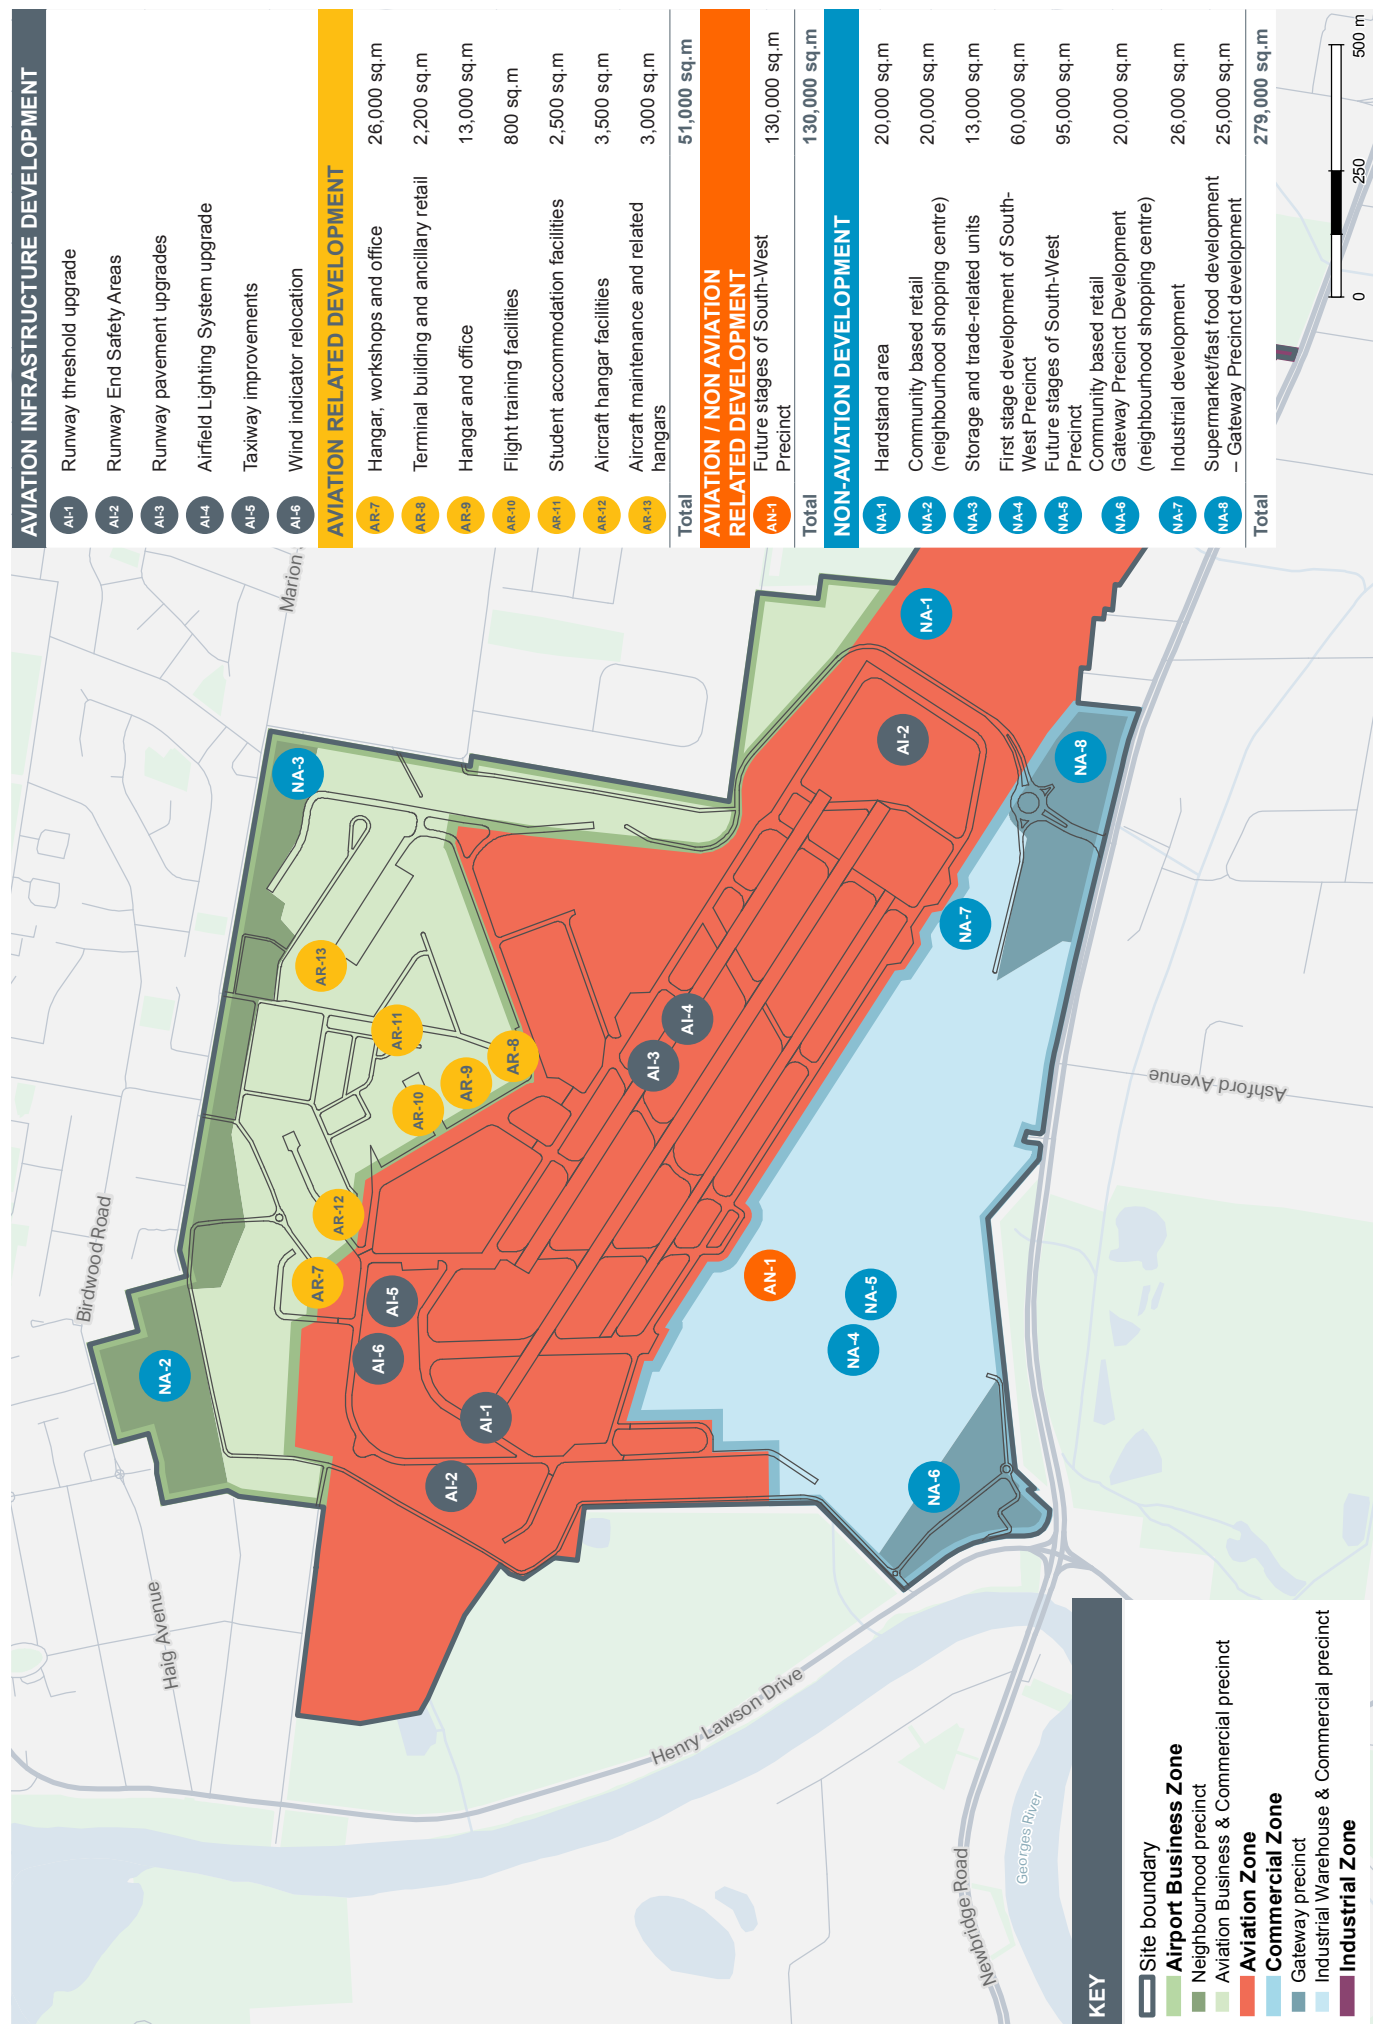 AVIATION INFRASTRUCTURE DEVELOPMENT
AI-1 Runway threshold upgrade
AI-2 Runway End Safety Areas
AI-3 Runway pavement upgrades
AI-4 Airfield Lighting System upgrade
AI-5 Taxiway improvements
AI-6 Wind indicator relocation
AVIATION RELATED DEVELOPMENT
AR-7 Hangar, workshops and office 26,000 sq.m
AR-8 Terminal building and ancillary retail 2,200 sq.m
AR-9 Hangar and office 13,000 sq.m
AR-10 Flight training facilities 800 sq.m
AR-11 Student accommodation facilities 2,500 sq.m
AR-12 Aircraft hangar facilities 3,500 sq.m
AR-13 Aircraft maintenance and related
hangars 3,000 sq.m
Total 51,000 sq.m
AVIATION / NON AVIATION
RELATED DEVELOPMENT
AN-1 Future stages of South-West
Precinct 130,000 sq.m
Total 130,000 sq.m
NON-AVIATION DEVELOPMENT
NA-1 Hardstand area 20,000 sq.m
NA-2 Community based retail
(neighbourhood shopping centre) 20,000 sq.m
NA-3 Storage and trade-related units 13,000 sq.m
NA-4 First stage development of South-
West Precinct 60,000 sq.m
NA-5 Future stages of South-West
Precinct 95,000 sq.m
NA-6 Community based retail
Gateway Precinct Development
(neighbourhood shopping centre) 20,000 sq.m
NA-7 Industrial development 26,000 sq.m
NA-8 Supermarket/fast food development
– Gateway Precinct development 25,000 sq.m
Total 279,000 sq.m
0 250 500 m
Marion
Birdwood Road
Haig Avenue
Henry Lawson Drive
Newbridge Road
Georges River
Ashford Avenue
NA-2
NA-3
AR-7
AR-12
AR-13
AR-11
AR-10
AR-9
AR-8
AI-6
AI-5
AI-1
AI-2
AI-3
AI-4
AI-2
NA-1
AN-1
NA-4
NA-5
NA-6
NA-7
NA-8
KEY
Site boundary
Airport Business Zone
Neighbourhood precinct
Aviation Business & Commercial precinct
Aviation Zone
Commercial Zone
Gateway precinct
Industrial Warehouse & Commercial precinct
Industrial Zone